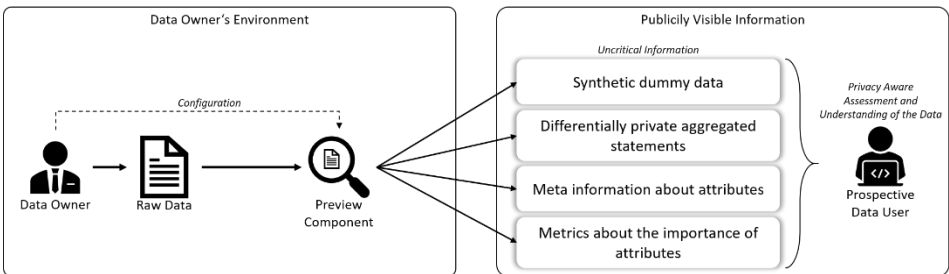 Data Owner's Environment
Configuration
Data Owner
Raw Data
Preview
Component
Publicily Visible Information
Uncritical Information
Synthetic dummy data
Differentially private aggregated
statements
Meta information about attributes
Metrics about the importance of
attributes
Privacy Aware
Assessment and
Understanding of the Data
</>
Prospective
Data User